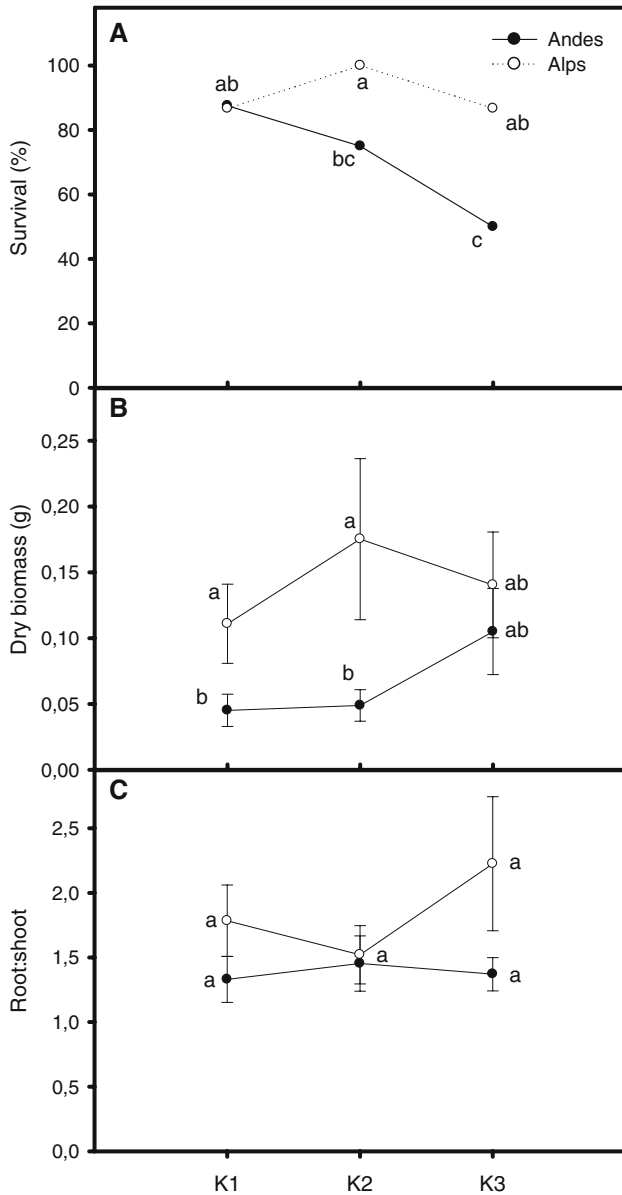 A
Andes
Alps
100
80
60
40
20
0
Survival (%)
ab
a
ab
bc
c
B
0,25
0,20
0,15
0,10
0,05
0,00
Dry biomass (g)
a
a
ab
ab
b
b
C
2,5
2,0
1,5
1,0
0,5
0,0
Root:shoot
a
a
a
a
a
K1
K2
K3